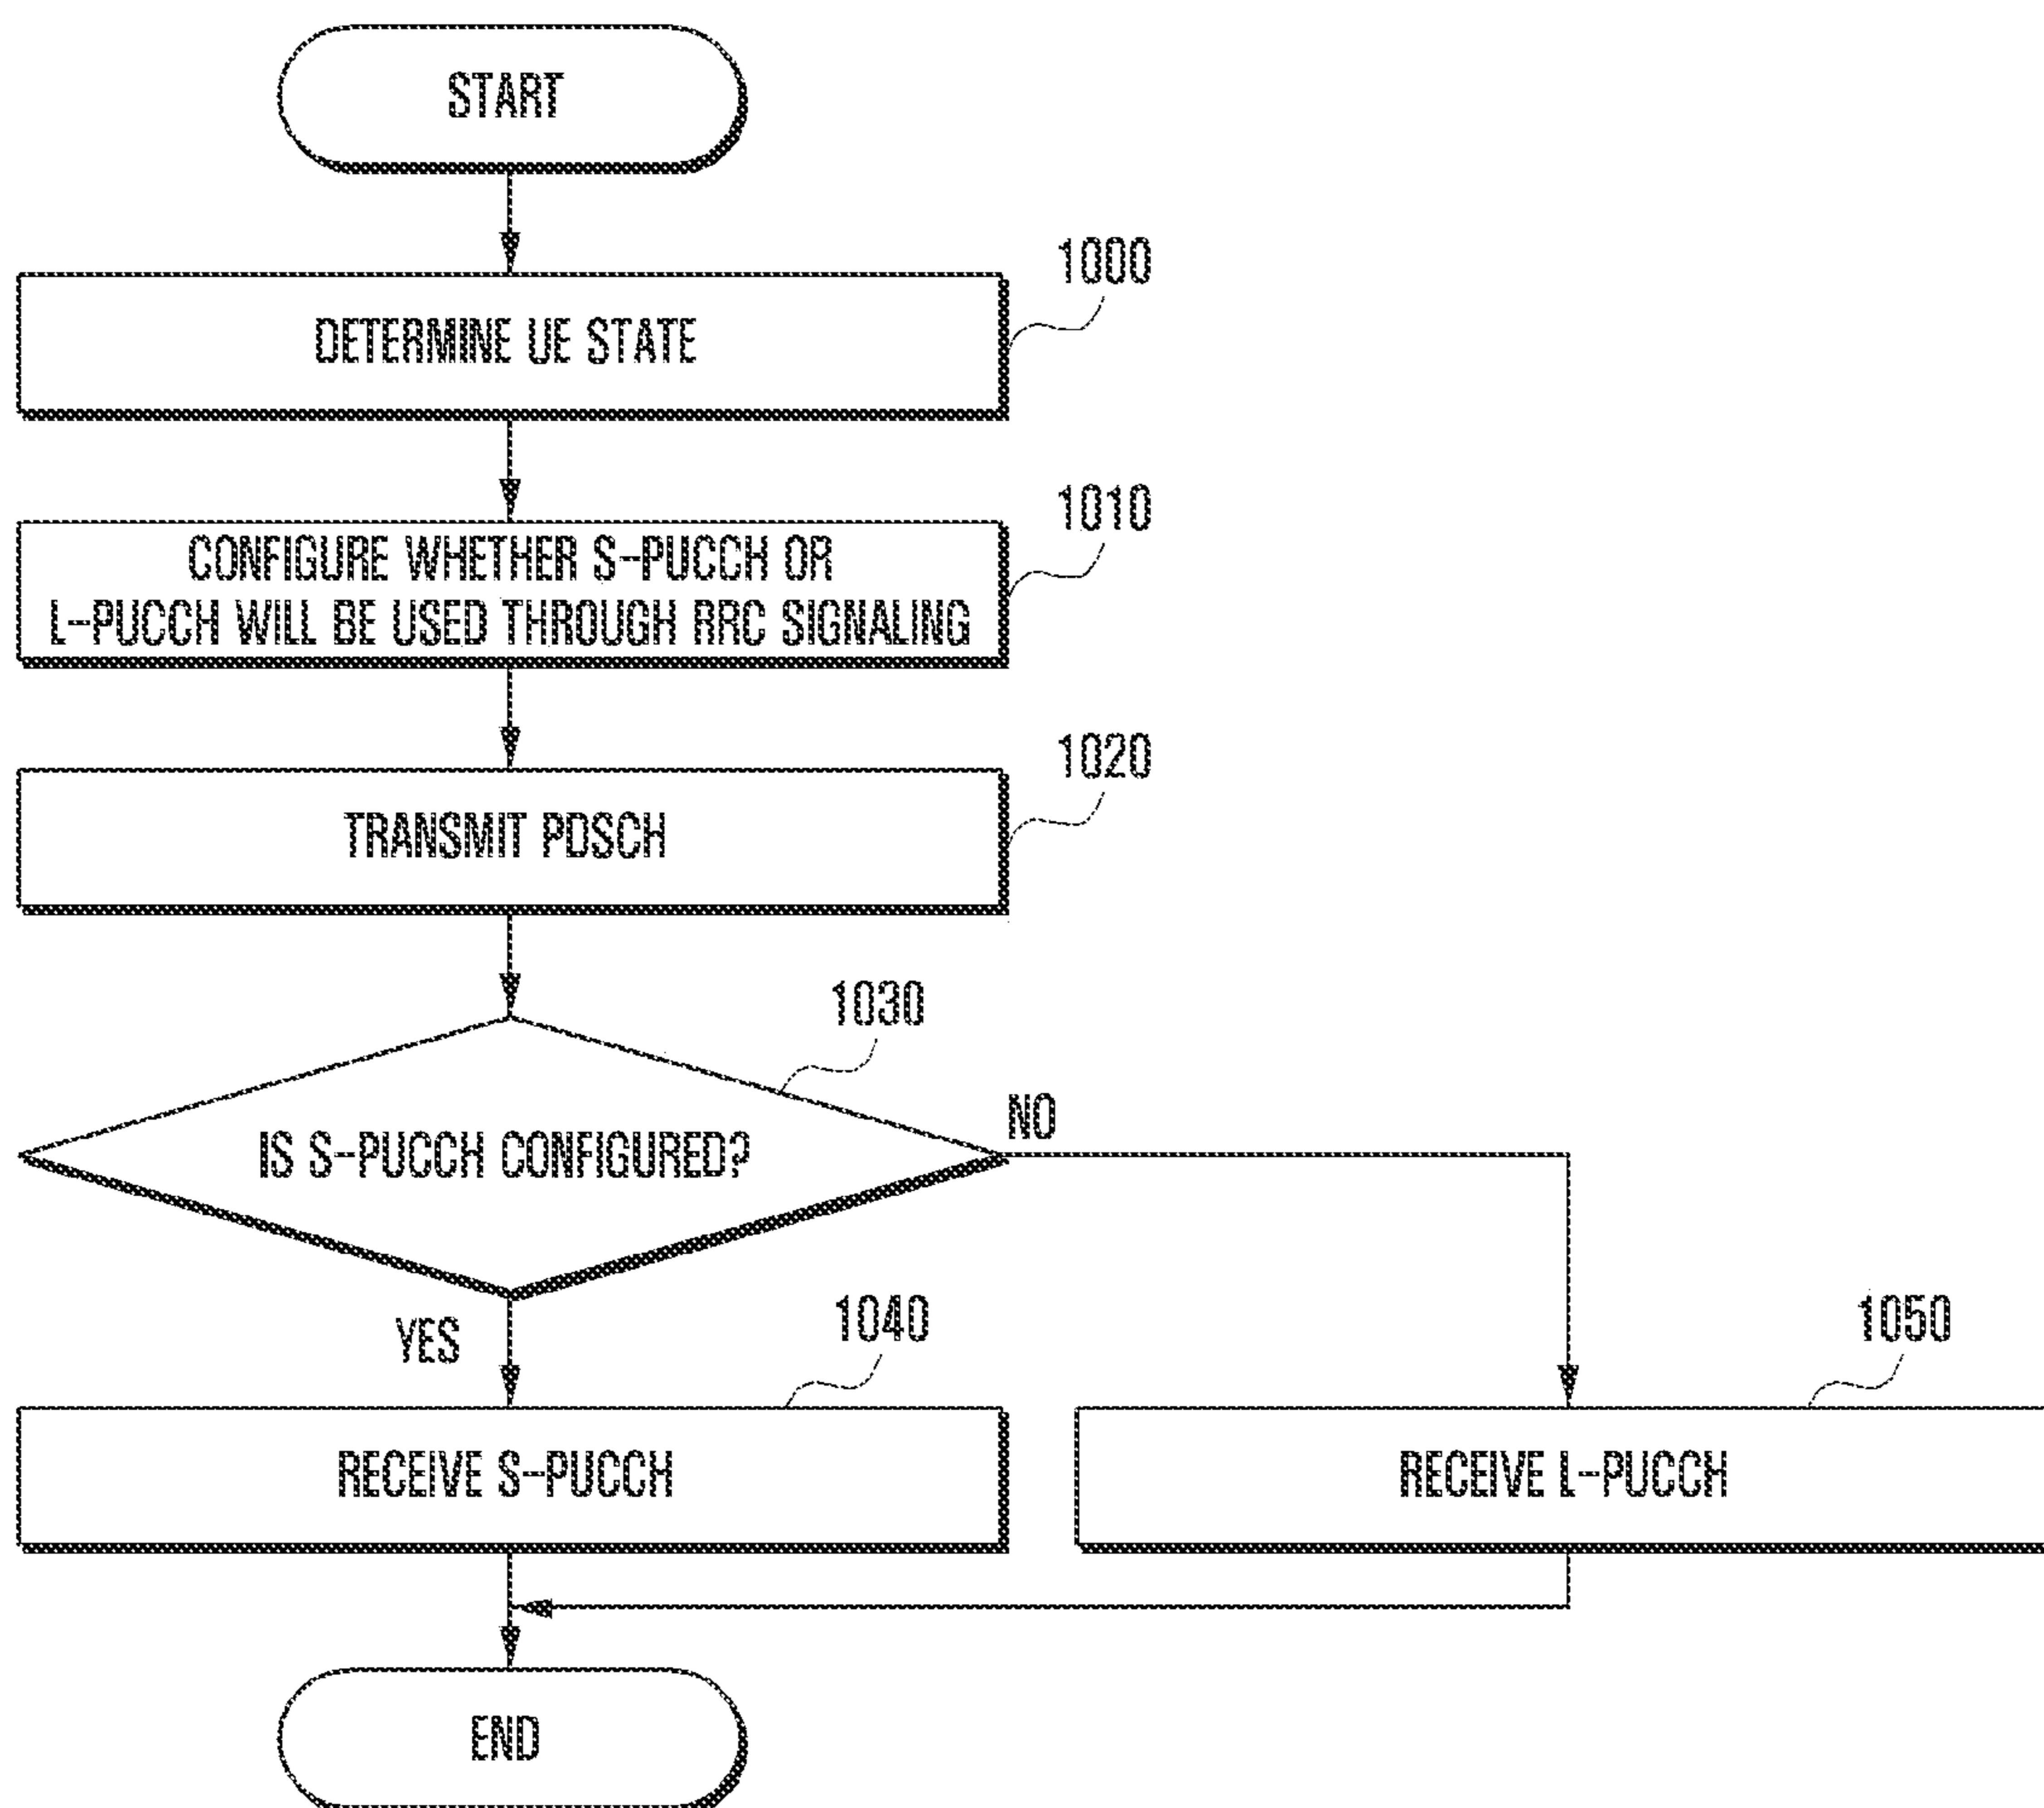 START
1000
DETERMINE UE STATE
1010
CONFIGURE WHETHER S-PUCCH OR
L-PUCCH WILL BE USED THROUGH RRC SIGNALING
1020
TRANSMIT PDSCH
1030
IS S-PUCCH CONFIGURED?
NO
YES
1040
1050
RECEIVE S-PUCCH
RECEIVE L-PUCCH
END